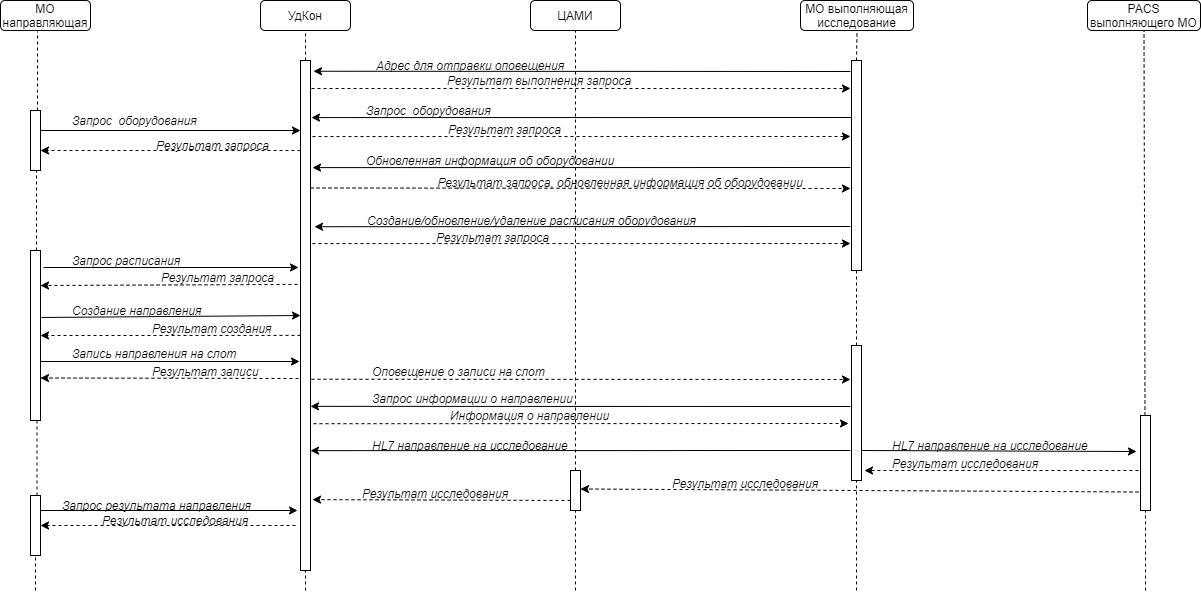 МО
направляющая
УдКон
ЦАМИ
МО выполняющая
исследование
PACS
выполняющего МО
Адрес для отправки оповещения
Результат выполнения запроса
Запрос оборудования
Запрос оборудования
Результат запроса
Результат запроса
Обновленная информация об оборудовании
Результат запроса, обновленная информация об оборудовании
Создание/обновление/удаление расписания оборудования
Результат запроса
Запрос расписания
Результат запроса
Создание направления
Результат создания
Запись направления на слот
Результат записи
Оповещение о записи на слот
Запрос информации о направлении
Информация о направлении
HL7 направление на исследование
HL7 направление на исследование
Результат исследования
Результат исследования
Результат исследования
Запрос результата направления
Результат исследования